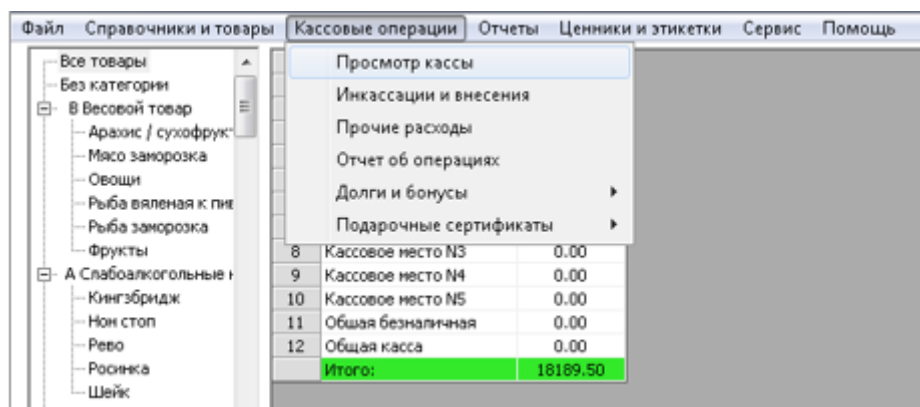 Файл Справочники и товары Кассовые операции Отчеты Ценники и этикетки Сервис Помощь
Все товары
Без категории
В Весовой товар
Арахис / сухофрук
Мясо заморозка
Овощи
Рыба вяленая к пив
Рыба заморозка
Фрукты
А Слабоалкогольные н
Кингзбридж
Нон стоп
Рево
Росинка
Шейк
Просмотр кассы
Инкассации и внесения
Прочие расходы
Отчет об операциях
Долги и бонусы
Подарочные сертификаты
8 Кассовое место N3 0.00
9 Кассовое место N4 0.00
10 Кассовое место N5 0.00
11 Общая безналичная 0.00
12 Общая касса 0.00
Итого: 18189.50